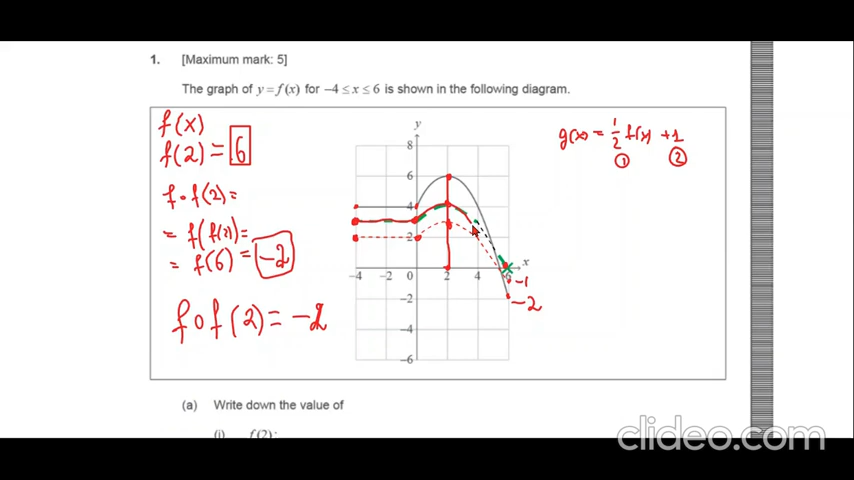 1. [Maximum mark: 5]
The graph of y = f(x) for −4 ≤ x ≤ 6 is shown in the following diagram.
f(x)
f(2) = 6
f∘f(2) =
= f(f(2) =
= f(6) = −2
f∘f(2) = −2
y
8
6
4
2
−4 −2 0 2 4 6 x
−2
−4
−6
−1
−2
g(x) = 1/2 f(x) + 1
① ②
(a) Write down the value of
(i) f(2);
clideo.com